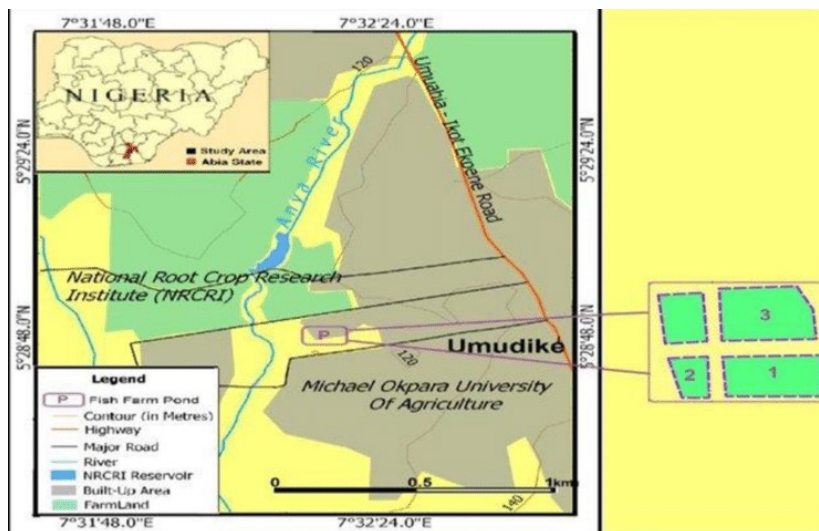 7°31'48.0"E
7°32'24.0"E
NIGERIA
Study Area
Abia State
5°29'24.0"N
5°29'24.0"N
120
Anya River
Umuahia - Ikot Ekpene Road
National Root Crop Research
Institute (NRCRI)
5°28'48.0"N
5°28'48.0"N
P
120
Umudike
Michael Okpara University
Of Agriculture
3
2
1
Legend
P Fish Farm Pond
Contour (in Metres)
Highway
Major Road
River
NRCRI Reservoir
Built-Up Area
FarmLand
0 0.5 1km
140
7°31'48.0"E
7°32'24.0"E